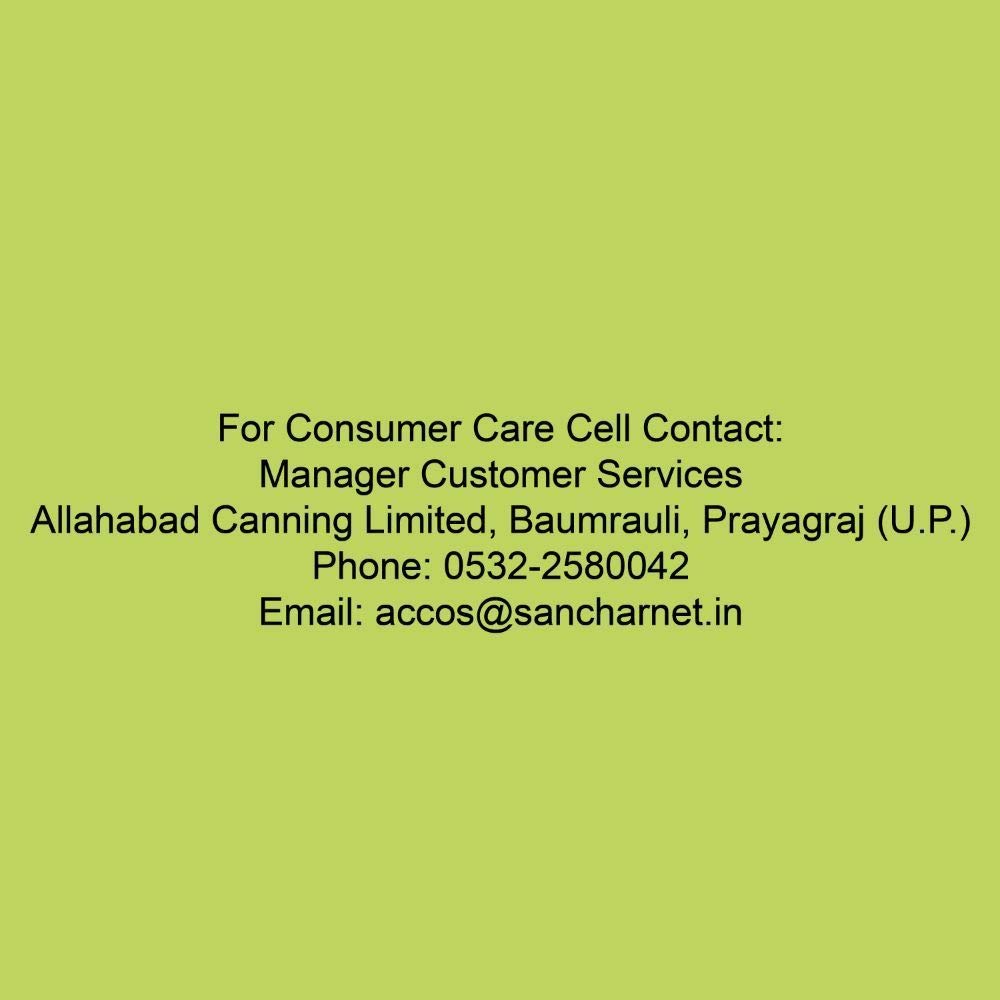 For Consumer Care Cell Contact:
Manager Customer Services
Allahabad Canning Limited, Baumrauli, Prayagraj (U.P.)
Phone: 0532-2580042
Email: accos@sancharnet.in